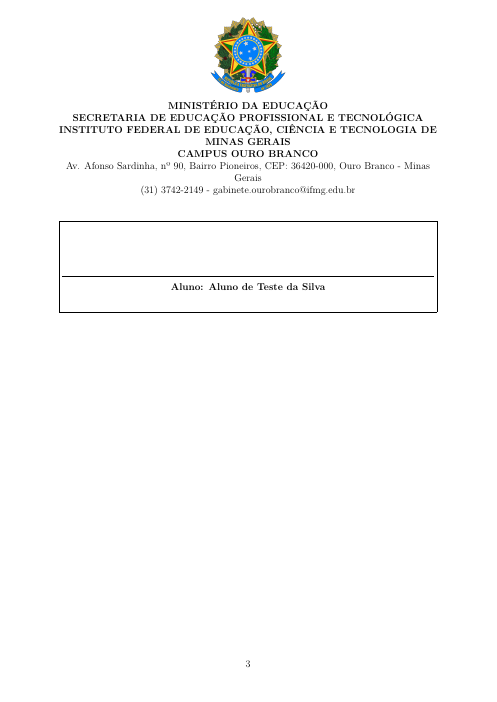 MINISTÉRIO DA EDUCAÇÃO
SECRETARIA DE EDUCAÇÃO PROFISSIONAL E TECNOLÓGICA
INSTITUTO FEDERAL DE EDUCAÇÃO, CIÊNCIA E TECNOLOGIA DE
MINAS GERAIS
CAMPUS OURO BRANCO
Av. Afonso Sardinha, nº 90, Bairro Pioneiros, CEP: 36420-000, Ouro Branco - Minas
Gerais
(31) 3742-2149 - gabinete.ourobranco@ifmg.edu.br
Aluno: Aluno de Teste da Silva
3